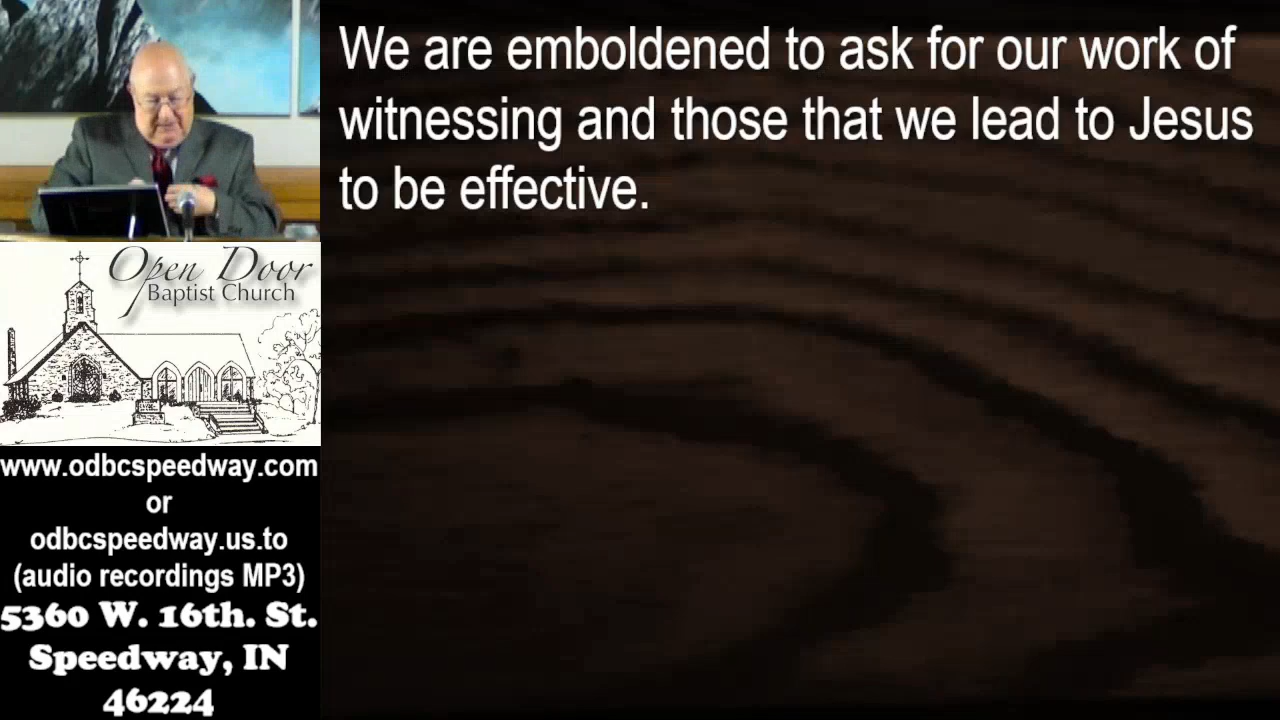 We are emboldened to ask for our work of
witnessing and those that we lead to Jesus
to be effective.
Open Door
Baptist Church
www.odbcspeedway.com
or
odbcspeedway.us.to
(audio recordings MP3)
5360 W. 16th. St.
Speedway, IN
46224